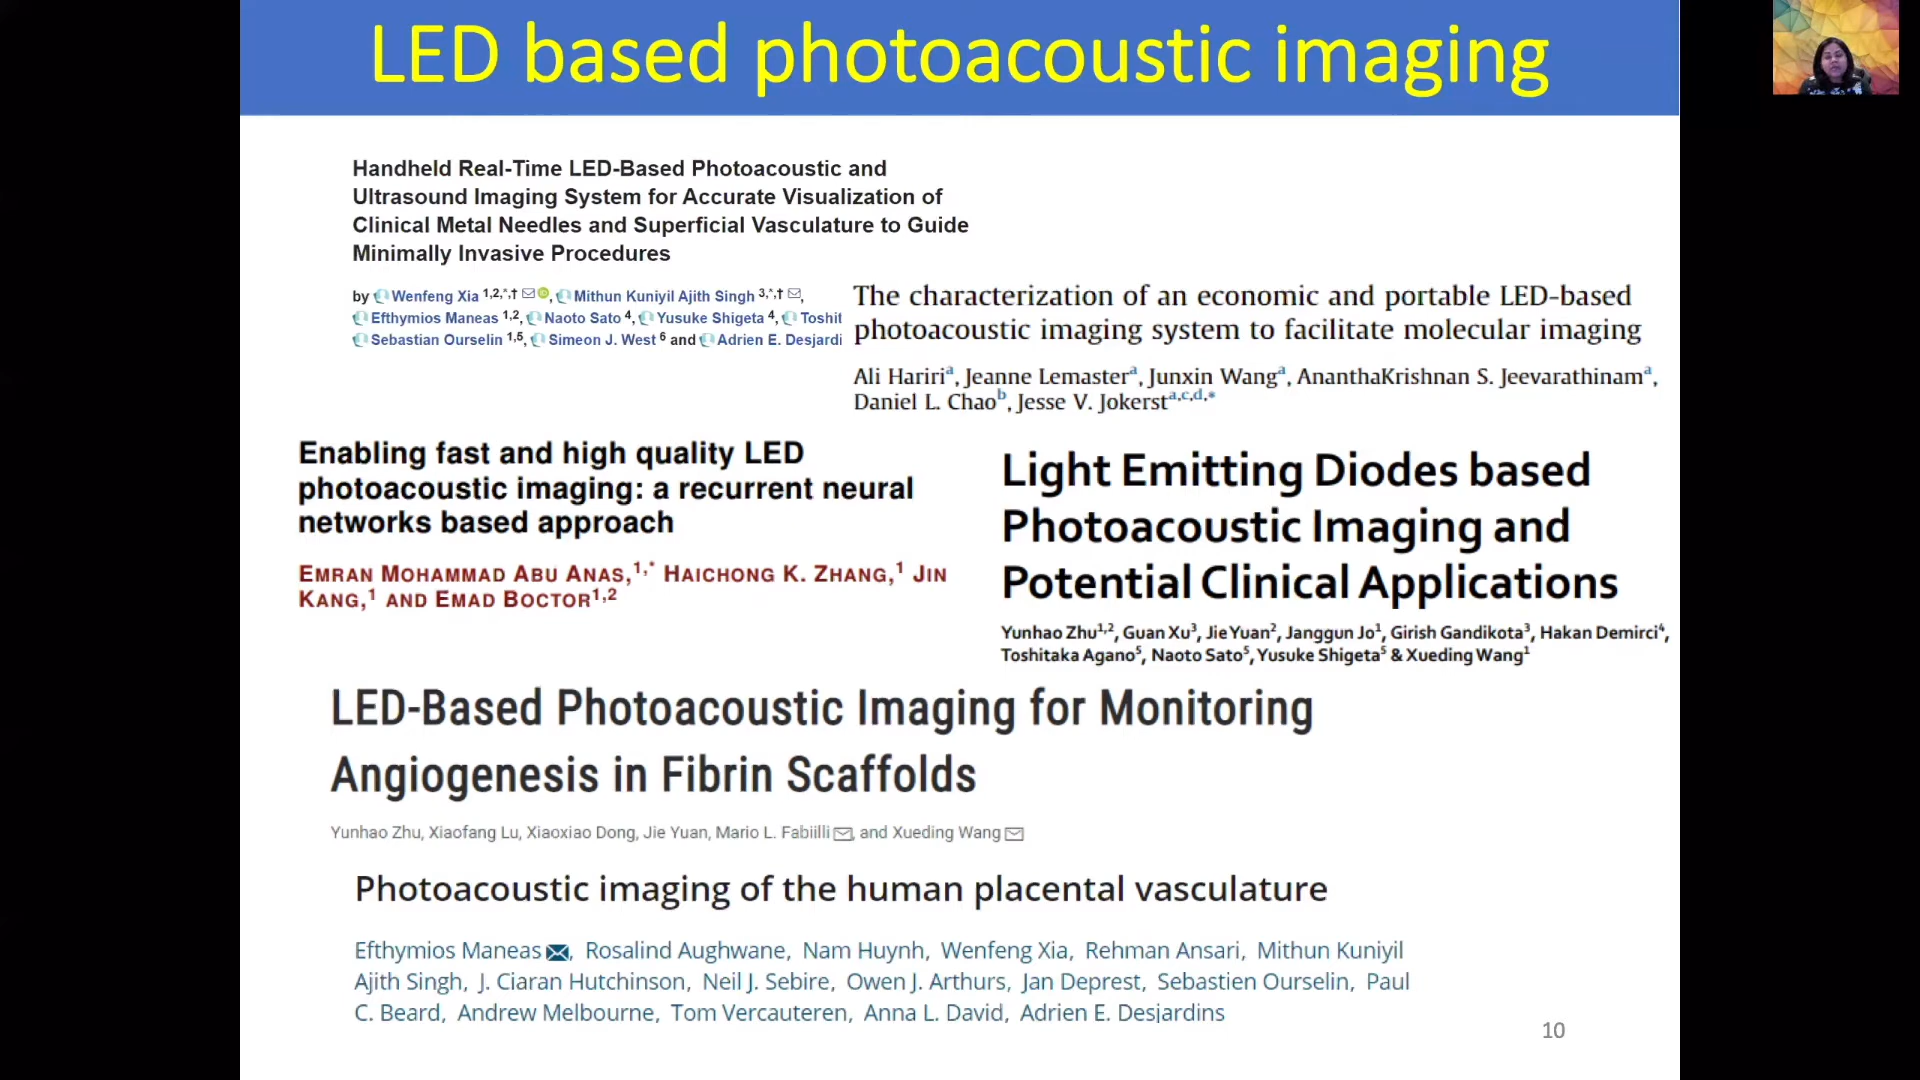 LED based photoacoustic imaging
Handheld Real-Time LED-Based Photoacoustic and
Ultrasound Imaging System for Accurate Visualization of
Clinical Metal Needles and Superficial Vasculature to Guide
Minimally Invasive Procedures
by Wenfeng Xia 1,2,*,†, Mithun Kuniyil Ajith Singh 3,*,†,
Efthymios Maneas 1,2, Naoto Sato 4, Yusuke Shigeta 4, Toshit
Sebastian Ourselin 1,5, Simeon J. West 6 and Adrien E. Desjardi
The characterization of an economic and portable LED-based
photoacoustic imaging system to facilitate molecular imaging
Ali Hariri a, Jeanne Lemaster a, Junxin Wang a, AnanthaKrishnan S. Jeevarathinam a,
Daniel L. Chao b, Jesse V. Jokerst a,c,d,*
Enabling fast and high quality LED
photoacoustic imaging: a recurrent neural
networks based approach
EMRAN MOHAMMAD ABU ANAS,1,* HAICHONG K. ZHANG,1 JIN
KANG,1 AND EMAD BOCTOR1,2
Light Emitting Diodes based
Photoacoustic Imaging and
Potential Clinical Applications
Yunhao Zhu1,2, Guan Xu3, Jie Yuan2, Janggun Jo1, Girish Gandikota3, Hakan Demirci4,
Toshitaka Agano5, Naoto Sato5, Yusuke Shigeta5 & Xueding Wang1
LED-Based Photoacoustic Imaging for Monitoring
Angiogenesis in Fibrin Scaffolds
Yunhao Zhu, Xiaofang Lu, Xiaoxiao Dong, Jie Yuan, Mario L. Fabiilli, and Xueding Wang
Photoacoustic imaging of the human placental vasculature
Efthymios Maneas, Rosalind Aughwane, Nam Huynh, Wenfeng Xia, Rehman Ansari, Mithun Kuniyil
Ajith Singh, J. Ciaran Hutchinson, Neil J. Sebire, Owen J. Arthurs, Jan Deprest, Sebastien Ourselin, Paul
C. Beard, Andrew Melbourne, Tom Vercauteren, Anna L. David, Adrien E. Desjardins
10